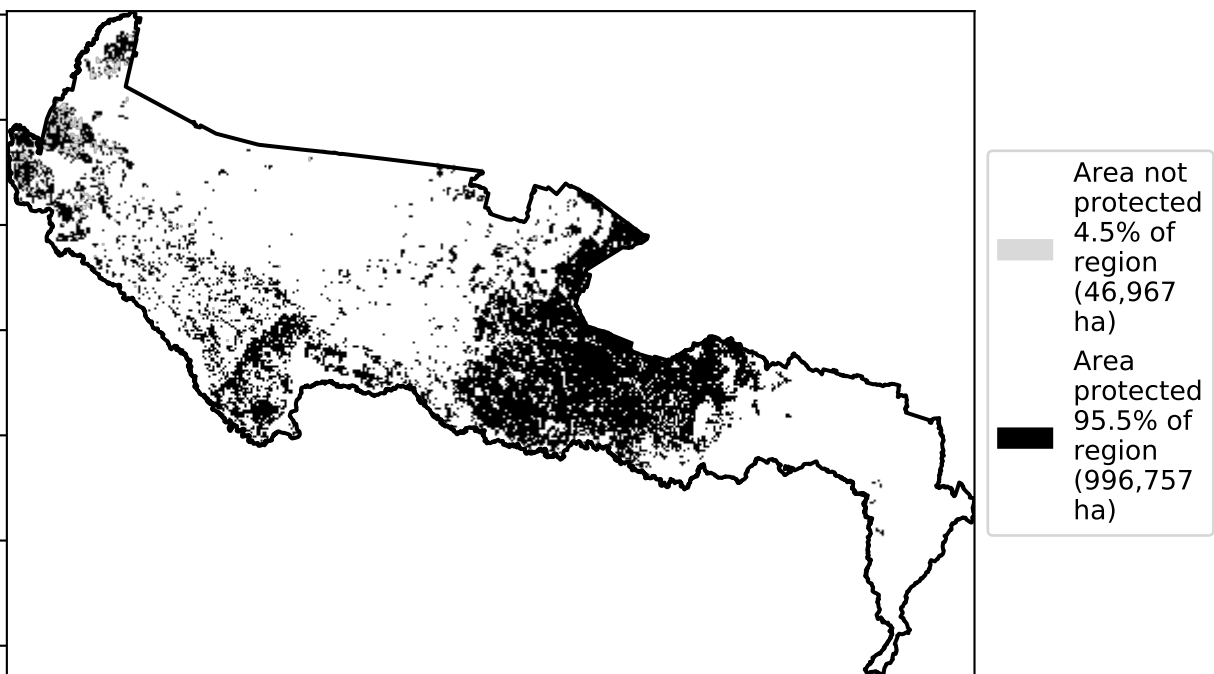 Area not
protected
4.5% of
region
(46,967
ha)
Area
protected
95.5% of
region
(996,757
ha)